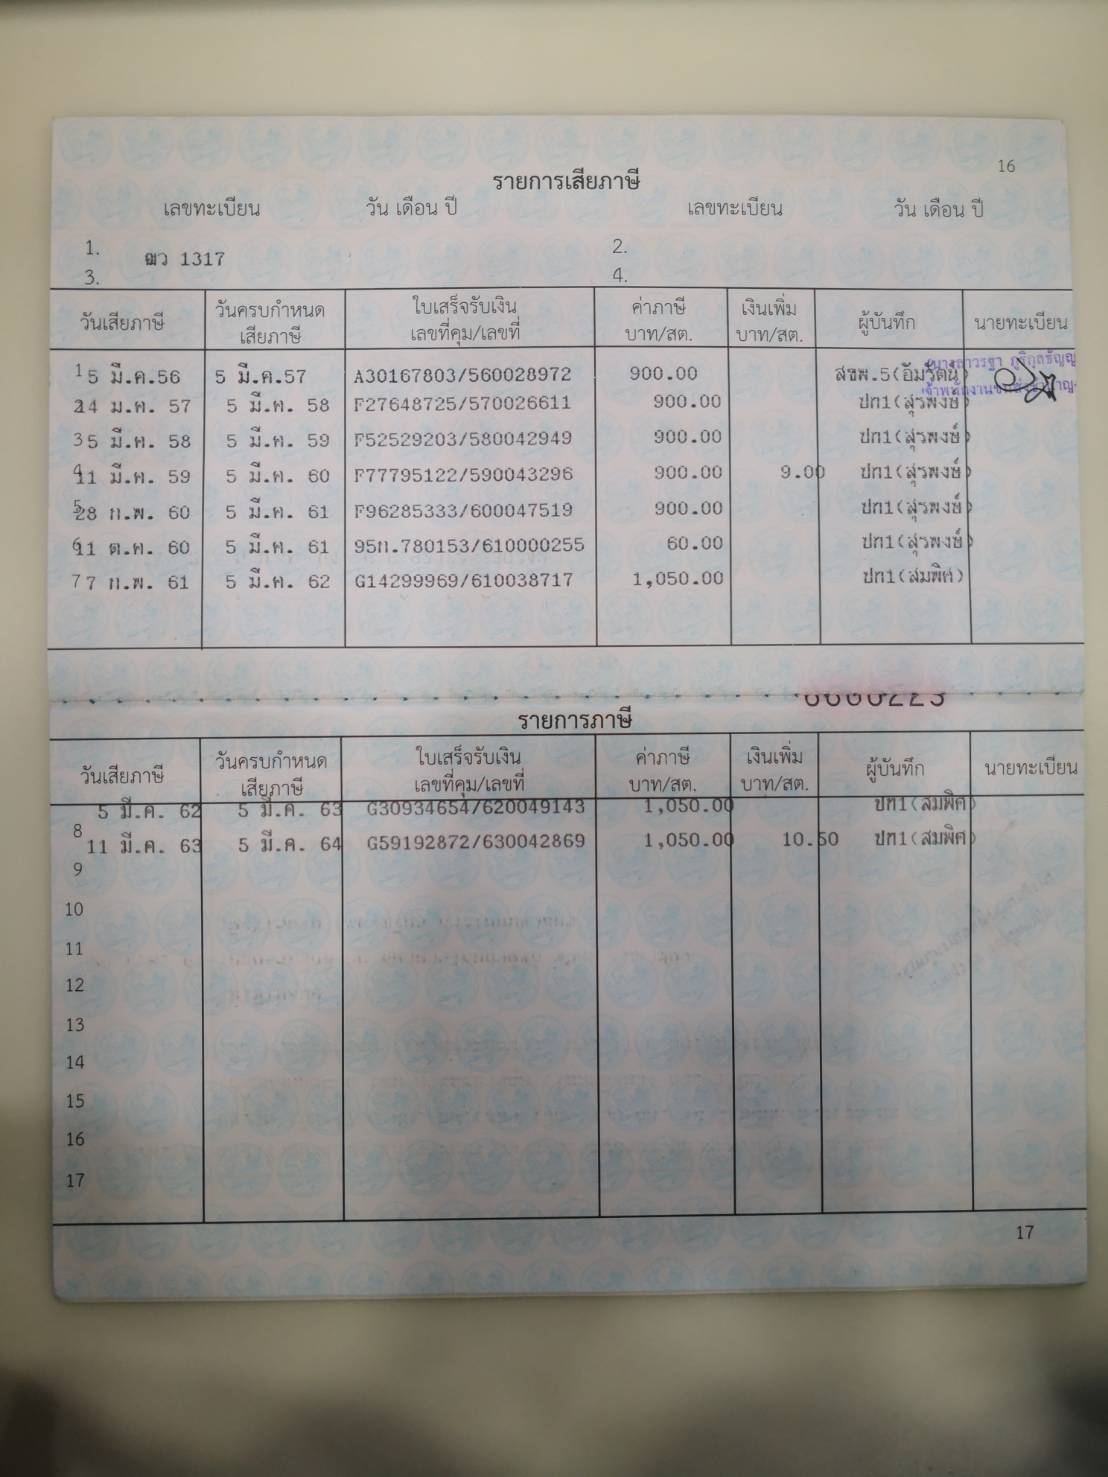 16
รายการเสียภาษี
เลขทะเบียน วัน เดือน ปี เลขทะเบียน วัน เดือน ปี
1. ฌว 1317 2.
3. 4.
วันเสียภาษี วันครบกำหนดเสียภาษี ใบเสร็จรับเงิน เลขที่คุม/เลขที่ ค่าภาษี บาท/สต. เงินเพิ่ม บาท/สต. ผู้บันทึก นายทะเบียน
1 5 มี.ค.56 5 มี.ค.57 A30167803/560028972 900.00 สขพ.5(อัมรัตน์)
2 24 ม.ค. 57 5 มี.ค. 58 F27648725/570026611 900.00 ปก1(สุรพงษ์)
3 5 มี.ค. 58 5 มี.ค. 59 F52529203/580042949 900.00 ปก1(สุรพงษ์)
4 11 มี.ค. 59 5 มี.ค. 60 F77795122/590043296 900.00 9.00 ปก1(สุรพงษ์)
5 28 ก.พ. 60 5 มี.ค. 61 F96285333/600047519 900.00 ปก1(สุรพงษ์)
6 11 ต.ค. 60 5 มี.ค. 61 95ก.780153/610000255 60.00 ปก1(สุรพงษ์)
7 7 ก.พ. 61 5 มี.ค. 62 G14299969/610038717 1,050.00 ปก1(สมพิศ)
รายการภาษี
วันเสียภาษี วันครบกำหนดเสียภาษี ใบเสร็จรับเงิน เลขที่คุม/เลขที่ ค่าภาษี บาท/สต. เงินเพิ่ม บาท/สต. ผู้บันทึก นายทะเบียน
5 มี.ค. 62 5 มี.ค. 63 G30934654/620049143 1,050.00 ปก1(สมพิศ)
8 11 มี.ค. 63 5 มี.ค. 64 G59192872/630042869 1,050.00 10.50 ปก1(สมพิศ)
9
10
11
12
13
14
15
16
17
17